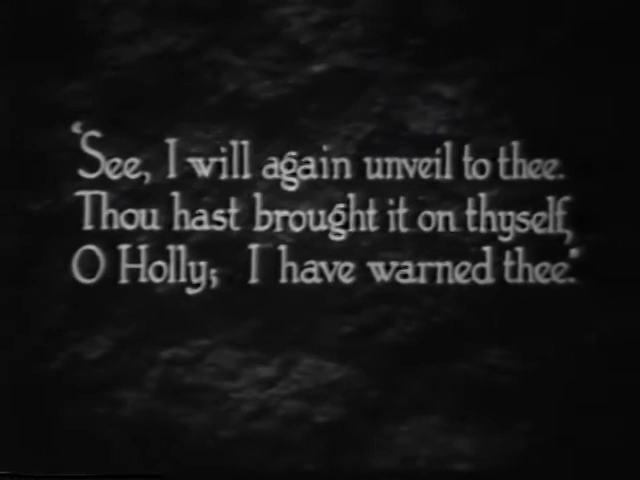 "See, I will again unveil to thee.
Thou hast brought it on thyself,
O Holly; I have warned thee."